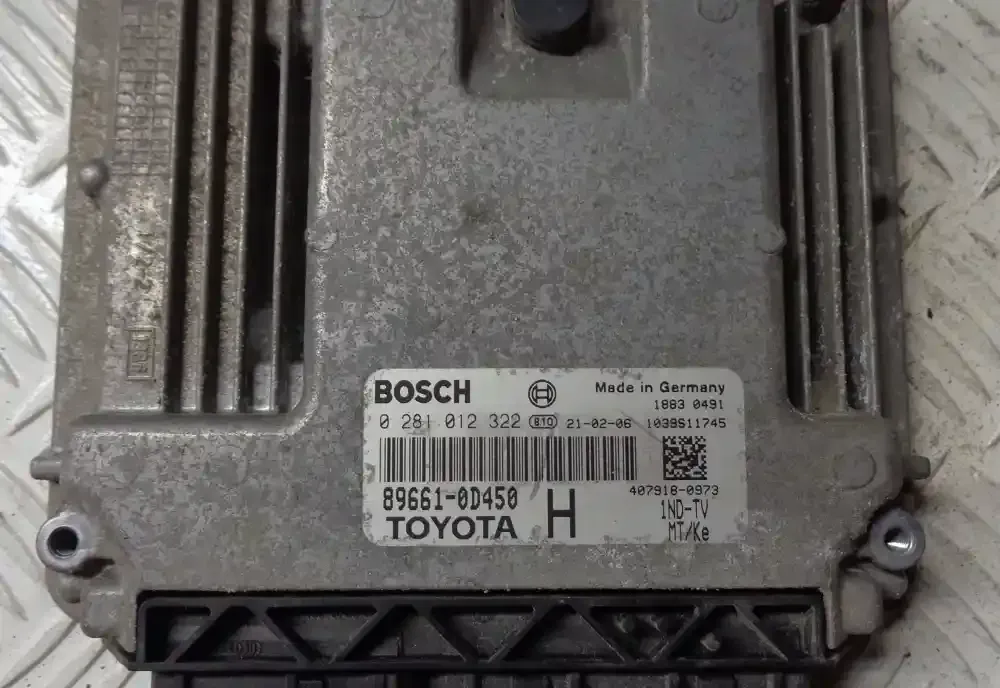 BOSCH Made in Germany
1883 0491
0 281 012 322 610 21-02-06 1039S11745
407918-0973
89661-0D450 1ND-TV
TOYOTA H MT/Ke